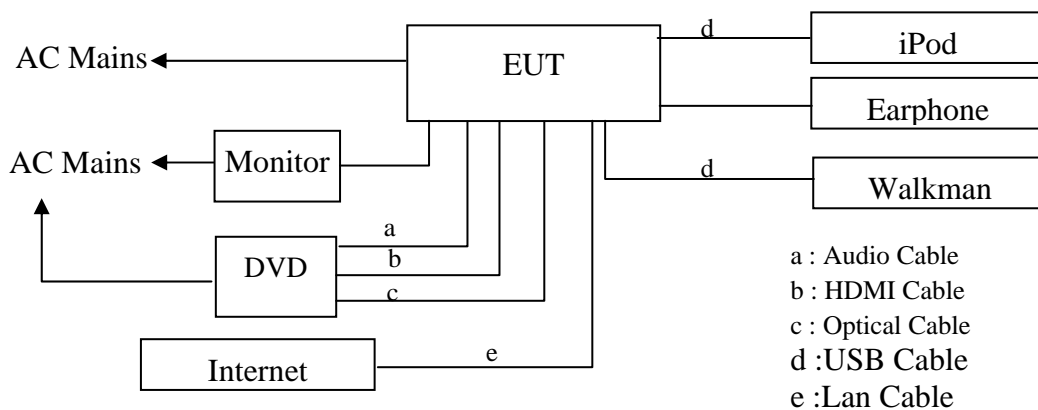 d
iPod
EUT
AC Mains
Earphone
AC Mains
Monitor
d
Walkman
a
DVD
b
c
a : Audio Cable
b : HDMI Cable
c : Optical Cable
d :USB Cable
e :Lan Cable
Internet
e